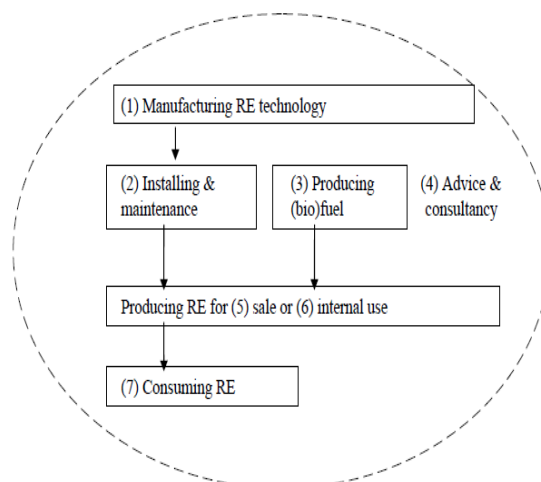 (1) Manufacturing RE technology
(2) Installing &
maintenance
(3) Producing
(bio)fuel
(4) Advice &
consultancy
Producing RE for (5) sale or (6) internal use
(7) Consuming RE